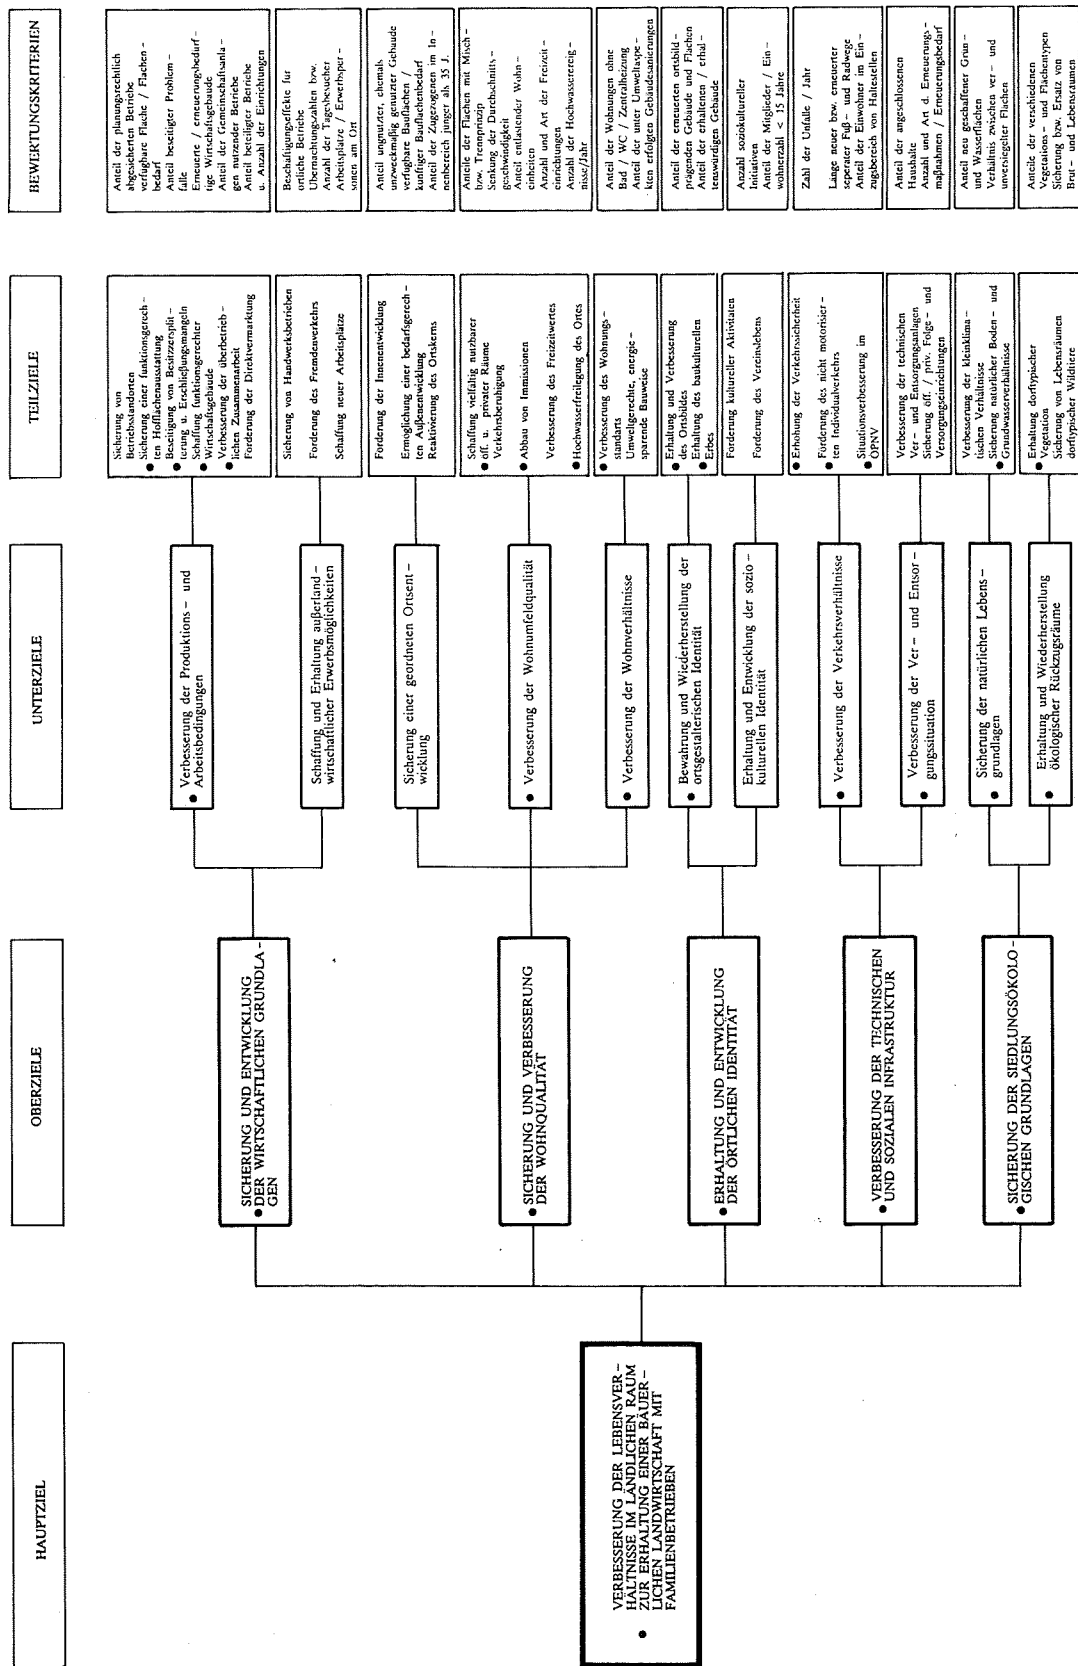 HAUPTZIEL
OBERZIELE
UNTERZIELE
TEILZIELE
BEWERTUNGSKRITERIEN
VERBESSERUNG DER LEBENSVER-
HÄLTNISSE IM LÄNDLICHEN RAUM
ZUR ERHALTUNG EINER BÄUER-
LICHEN LANDWIRTSCHAFT MIT
FAMILIENBETRIEBEN
SICHERUNG UND ENTWICKLUNG
DER WIRTSCHAFTLICHEN GRUNDLA-
GEN
SICHERUNG UND VERBESSERUNG
DER WOHNQUALITÄT
ERHALTUNG UND ENTWICKLUNG
DER ÖRTLICHEN IDENTITÄT
VERBESSERUNG DER TECHNISCHEN
UND SOZIALEN INFRASTRUKTUR
SICHERUNG DER SIEDLUNGSÖKOLO-
GISCHEN GRUNDLAGEN
Verbesserung der Produktions- und
Arbeitsbedingungen
Schaffung und Erhaltung außerland-
wirtschaftlicher Erwerbsmöglichkeiten
Sicherung einer geordneten Ortsent-
wicklung
Verbesserung der Wohnumfeldqualität
Verbesserung der Wohnverhältnisse
Bewahrung und Wiederherstellung der
ortsgestalterischen Identität
Erhaltung und Entwicklung der sozio-
kulturellen Identität
Verbesserung der Verkehrsverhältnisse
Verbesserung der Ver- und Entsor-
gungssituation
Sicherung der natürlichen Lebens-
grundlagen
Erhaltung und Wiederherstellung
ökologischer Rückzugsräume
Sicherung von
Betriebsstandorten
Sicherung einer funktionsgerech-
ten Hofflächenausstattung
Beseitigung von Besitzzersplit-
terung u. Erschließungsmängeln
Schaffung funktionsgerechter
Wirtschaftsgebäude
Verbesserung der überbetrieb-
lichen Zusammenarbeit
Förderung der Direktvermarktung
Sicherung von Handwerksbetrieben
Förderung des Fremdenverkehrs
Schaffung neuer Arbeitsplätze
Förderung der Innenentwicklung
Ermöglichung einer bedarfsgerech-
ten Außenentwicklung
Reaktivierung des Ortskerns
Schaffung vielfältig nutzbarer
öff. u. privater Räume
Verkehrsberuhigung
Abbau von Immissionen
Verbesserung des Freizeitwertes
Hochwasserfreilegung des Ortes
Verbesserung des Wohnungs-
standarts
Umweltgerechte, energie-
sparende Bauweise
Erhaltung und Verbesserung
des Ortsbildes
Erhaltung des baukulturellen
Erbes
Förderung kultureller Aktivitäten
Förderung des Vereinslebens
Erhöhung der Verkehrssicherheit
Förderung des nicht motorisier-
ten Individualverkehrs
Situationsverbesserung im
ÖPNV
Verbesserung der technischen
Ver- und Entsorgungsanlagen
Sicherung öff. / priv. Folge- und
Versorgungseinrichtungen
Verbesserung der kleinklima-
tischen Verhältnisse
Sicherung natürlicher Boden- und
Grundwasserverhältnisse
Erhaltung dorftypischer
Vegetation
Sicherung von Lebensräumen
dorftypischer Wildtiere
Anteil der planungsrechtlich
abgesicherten Betriebe
verfügbare Fläche / Flächen-
bedarf
Anteil beseitigter Problem-
fälle
Erneuerte / erneuerungsbedürf-
tige Wirtschaftsgebäude
Anteil der Gemeinschaftsanla-
gen nutzender Betriebe
Anteil beteiligter Betriebe
u. Anzahl der Einrichtungen
Beschäftigungseffekte für
örtliche Betriebe
Übernachtungszahlen bzw.
Anzahl der Tagesbesucher
Arbeitsplätze / Erwerbsper-
sonen am Ort
Anteil ungnutzter, ehemals
unzweckmäßig genutzter Gebäude
verfügbare Bauflächen /
künftiger Bauflächenbedarf
Anteil der Zugezogenen im In-
nenbereich jünger als 35 J.
Anteile der Flächen mit Misch-
bzw. Trennprinzip
Senkung der Durchschnitts-
geschwindigkeit
Anteil entlastender Wohn-
einheiten
Anzahl und Art der Freizeit-
einrichtungen
Anzahl der Hochwasserereig-
nisse/Jahr
Anteil der Wohnungen ohne
Bad / WC / Zentralheizung
Anteil der unter Umweltaspe-
kten erfolgten Gebäudesanierungen
Anteil der erneuerten ortsbild-
prägenden Gebäude und Flächen
Anteil der erhaltenen / erhal-
tenswürdigen Gebäude
Anzahl soziokultureller
Initiativen
Anteil der Mitglieder / Ein-
wohnerzahl < 15 Jahre
Zahl der Unfälle / Jahr
Länge neuer bzw. erneuerter
seperater Fuß- und Radwege
Anteil der Einwohner im Ein-
zugsbereich von Haltestellen
Anteil der angeschlossenen
Haushalte
Anzahl und Art d. Erneuerungs-
maßnahmen / Erneuerungsbedarf
Anteil neu geschaffener Grün-
und Wasserflächen
Verhältnis zwischen ver- und
unversiegelter Flächen
Anteile der verschiedenen
Vegetations- und Flächentypen
Sicherung bzw. Ersatz von
Brut- und Lebensräumen